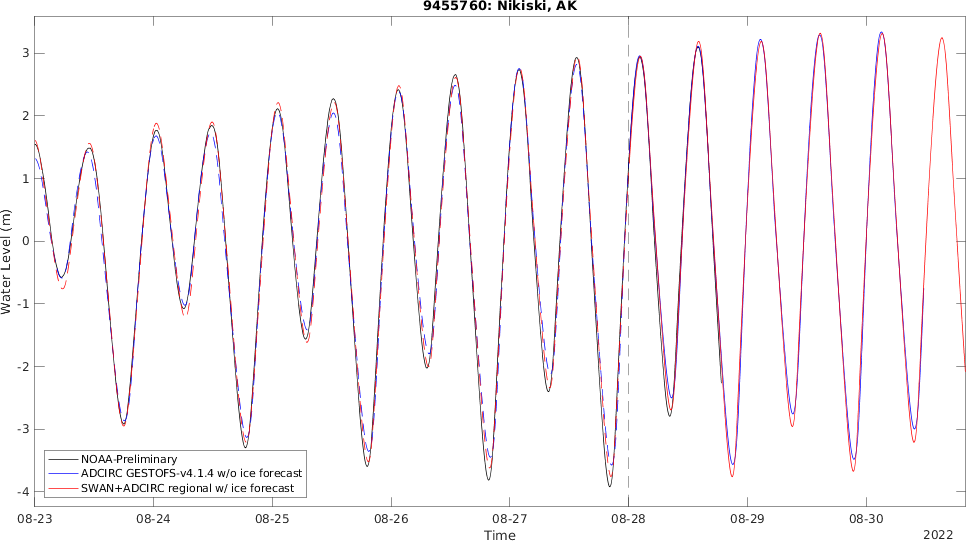 9455760: Nikiski, AK
Water Level (m)
3
2
1
0
-1
-2
-3
-4
NOAA-Preliminary
ADCIRC GESTOFS-v4.1.4 w/o ice forecast
SWAN+ADCIRC regional w/ ice forecast
08-23 08-24 08-25 08-26 08-27 08-28 08-29 08-30
Time
2022